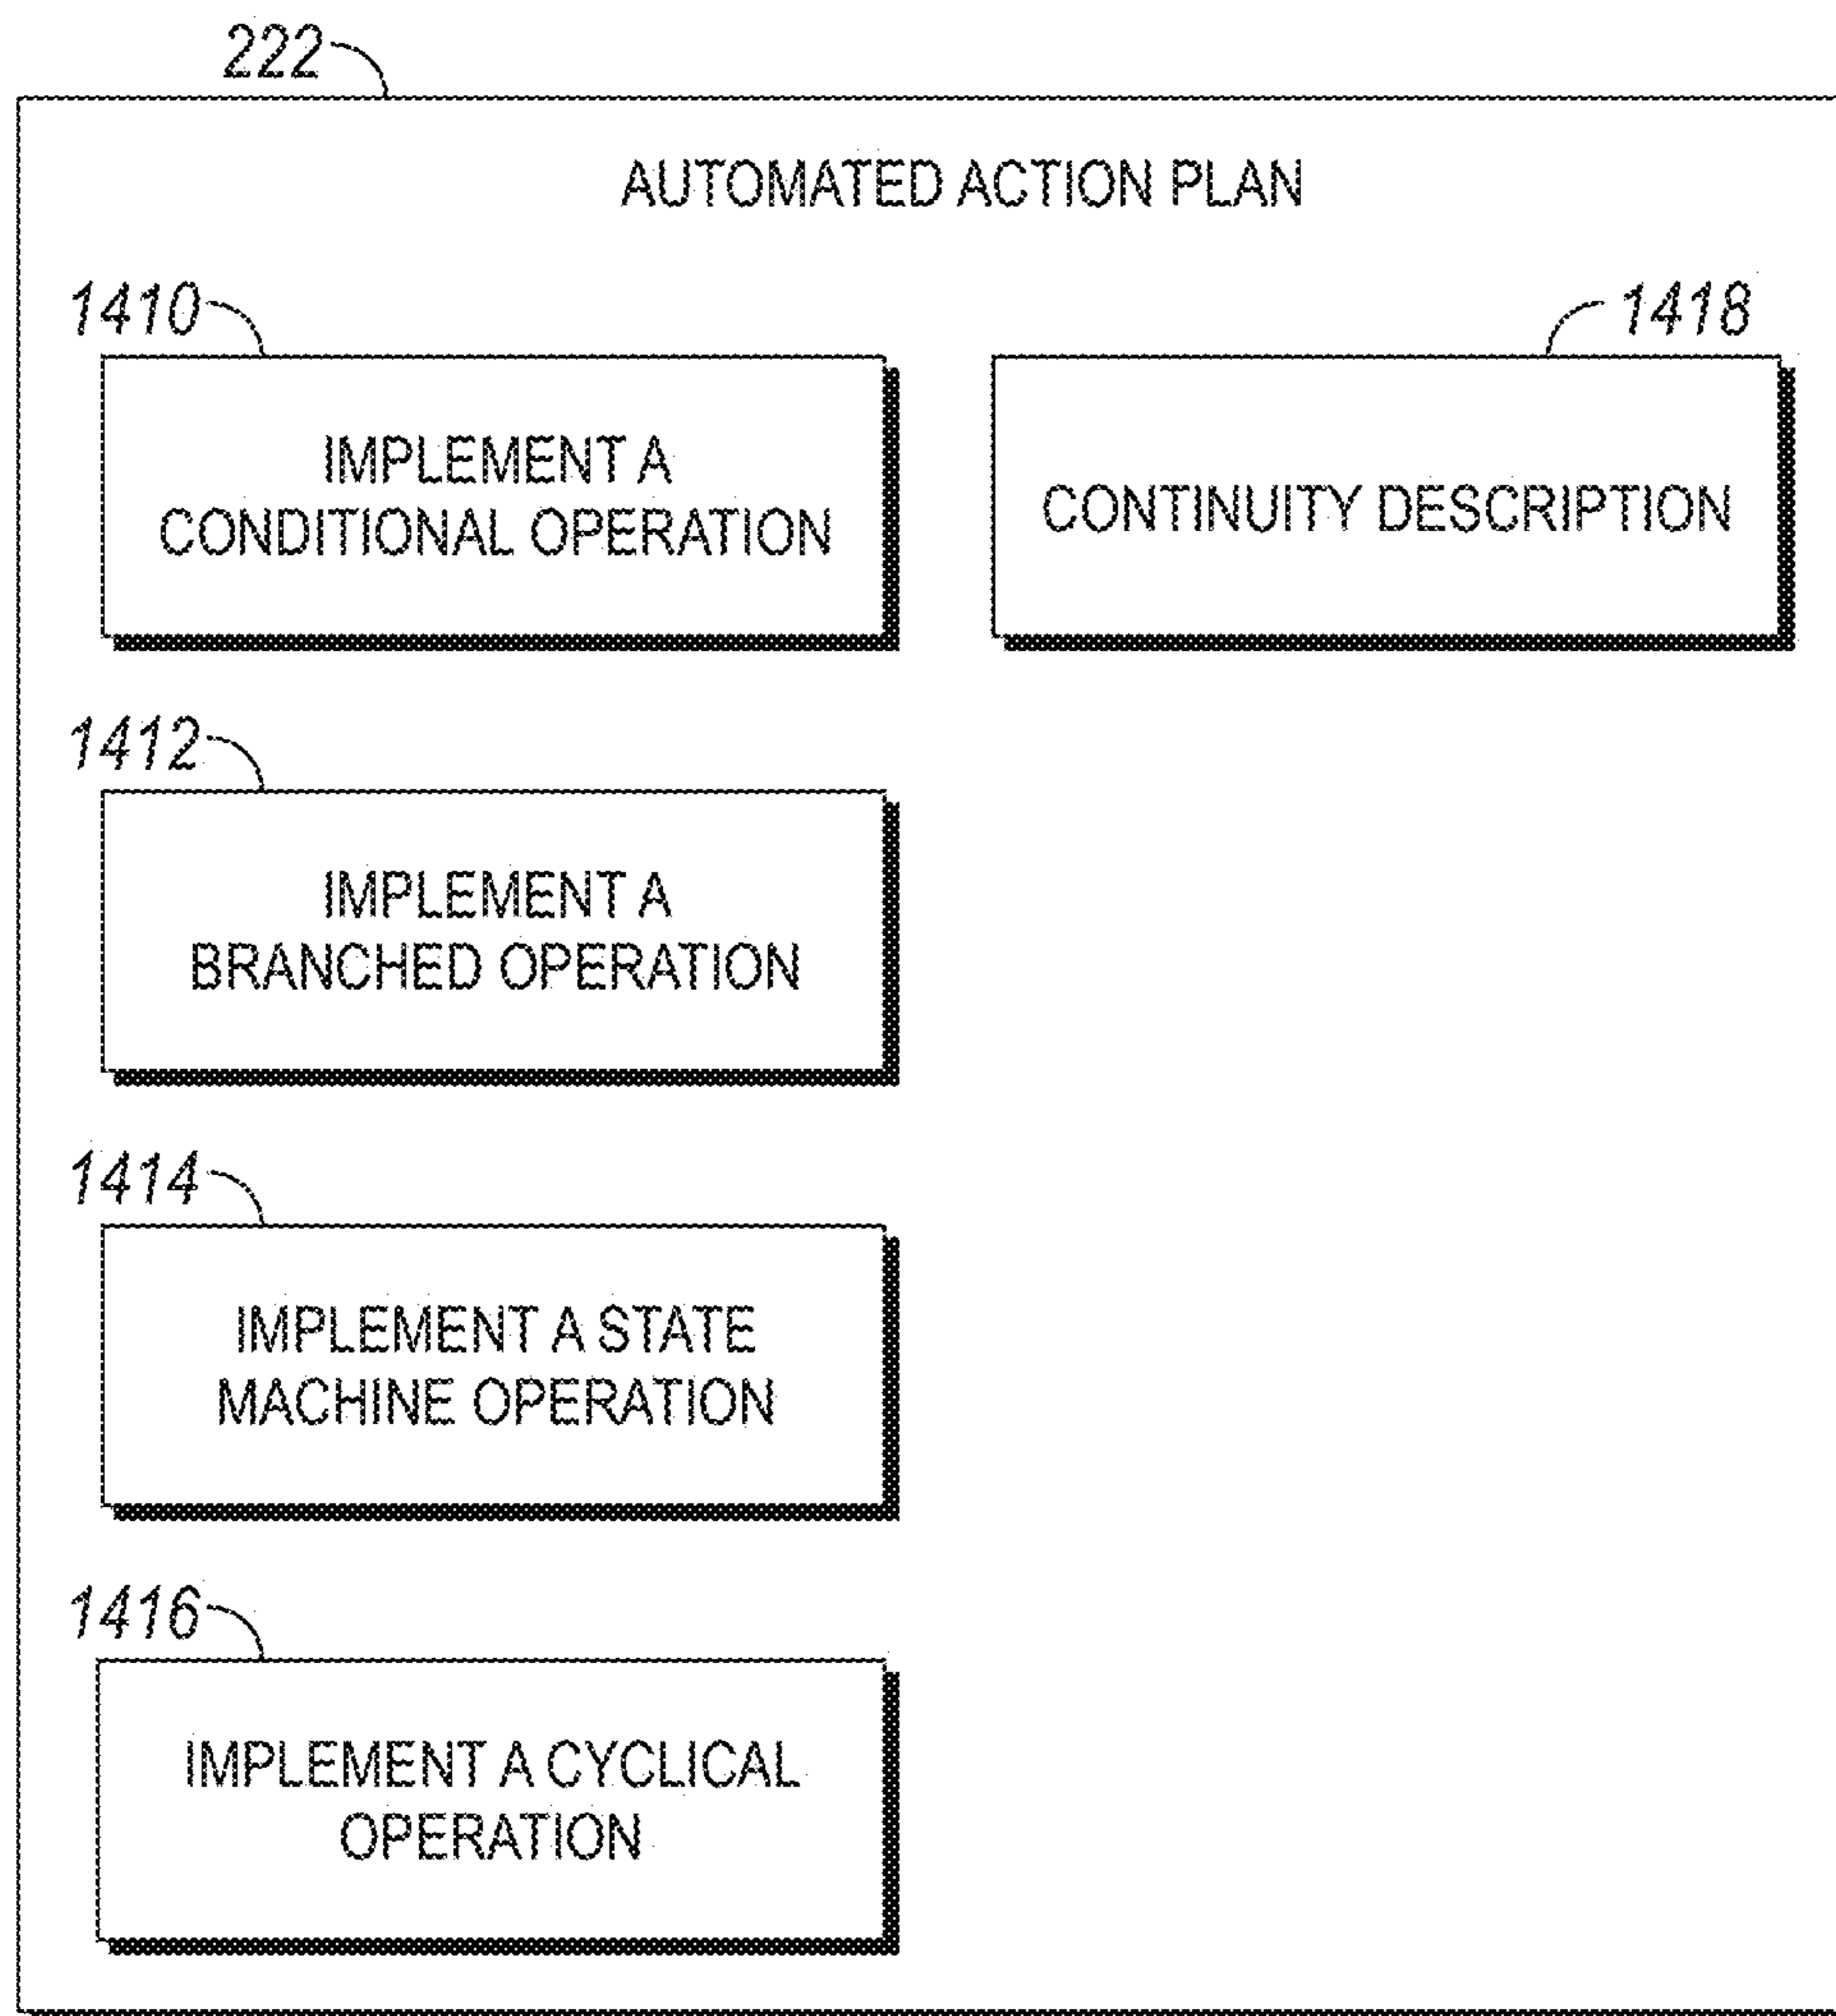 222
AUTOMATED ACTION PLAN
1410
IMPLEMENT A
CONDITIONAL OPERATION
1418
CONTINUITY DESCRIPTION
1412
IMPLEMENT A
BRANCHED OPERATION
1414
IMPLEMENT A STATE
MACHINE OPERATION
1416
IMPLEMENT A CYCLICAL
OPERATION